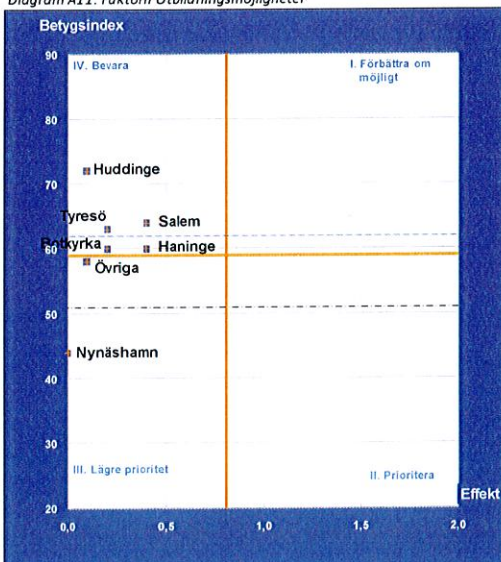 Diagram A11. Faktorn Utbildningsmöjligheter
Betygsindex
90
IV. Bevara
I. Förbättra om
möjligt
80
Huddinge
70
Tyresö
Salem
Botkyrka
Haninge
60
Övriga
50
Nynäshamn
40
30
III. Lägre prioritet
II. Prioritera
20
Effekt
0,0
0,5
1,0
1,5
2,0